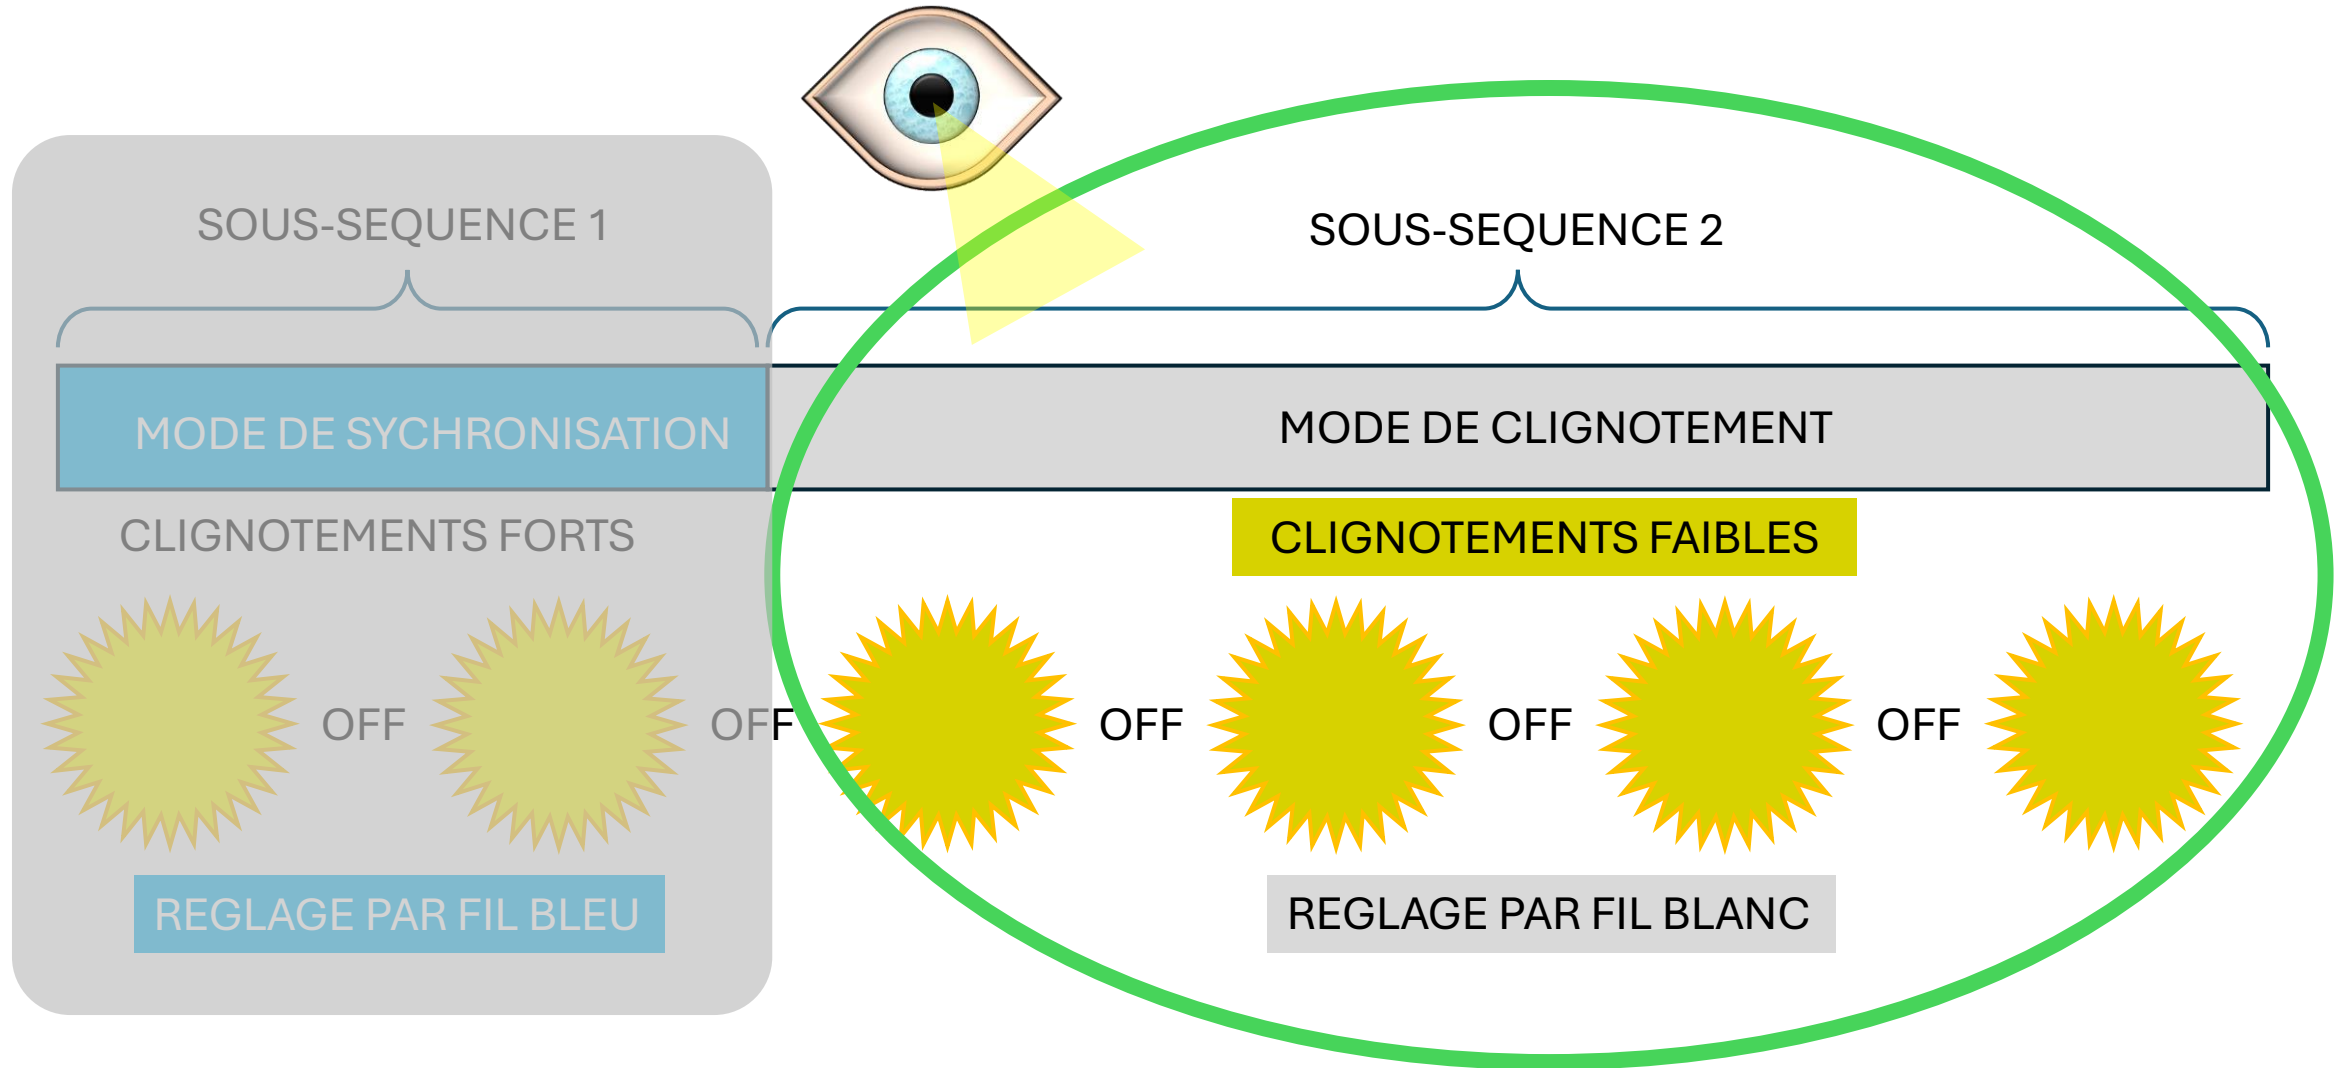 SOUS-SEQUENCE 1
SOUS-SEQUENCE 2
MODE DE SYCHRONISATION
MODE DE CLIGNOTEMENT
CLIGNOTEMENTS FORTS
CLIGNOTEMENTS FAIBLES
OFF
OFF
OFF
OFF
OFF
REGLAGE PAR FIL BLEU
REGLAGE PAR FIL BLANC